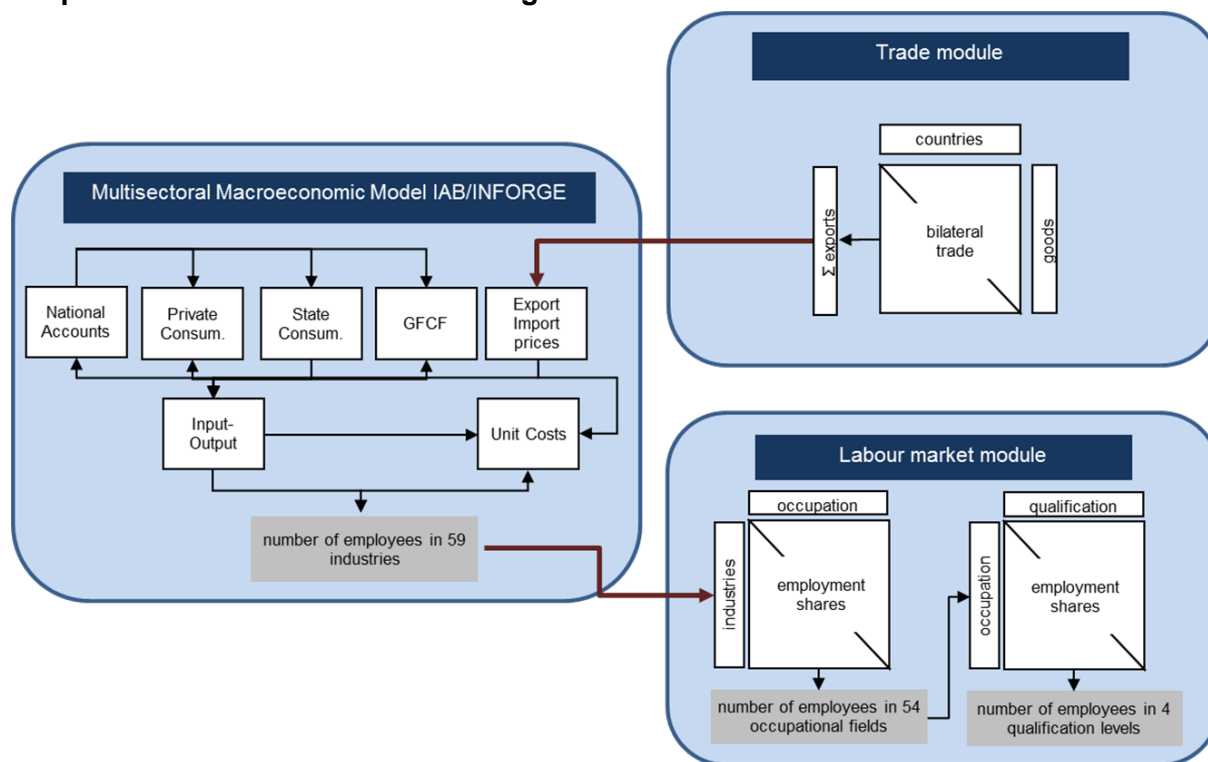 Trade module
countries
Σ exports
bilateral
trade
goods
Multisectoral Macroeconomic Model IAB/INFORGE
National
Accounts
Private
Consum.
State
Consum.
GFCF
Export
Import
prices
Input-
Output
Unit Costs
number of employees in 59
industries
Labour market module
occupation
industries
employment
shares
number of employees in 54
occupational fields
qualification
occupation
employment
shares
number of employees in 4
qualification levels